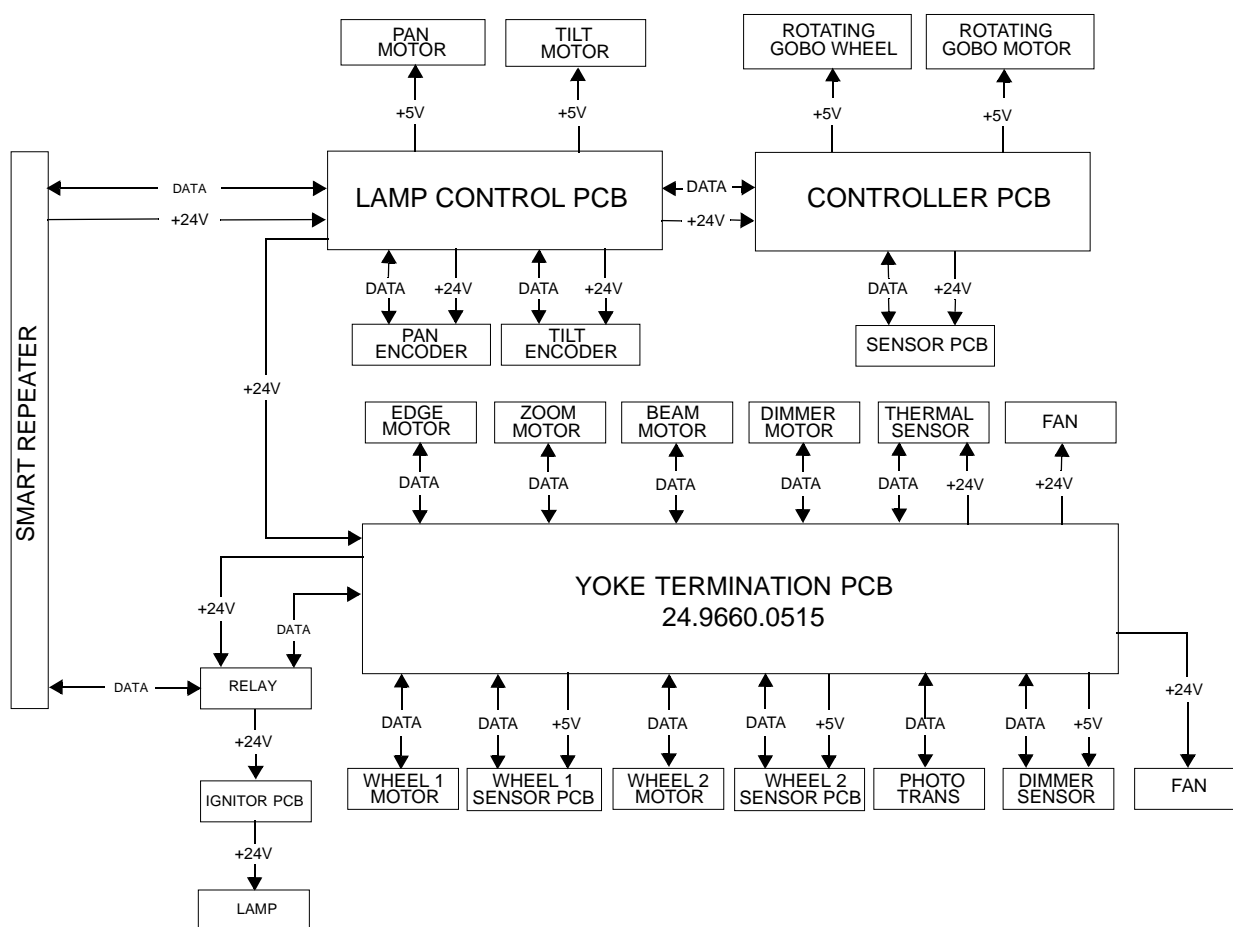 PAN
MOTOR
TILT
MOTOR
ROTATING
GOBO WHEEL
ROTATING
GOBO MOTOR
+5V
+5V
+5V
+5V
SMART REPEATER
DATA
+24V
LAMP CONTROL PCB
DATA
+24V
CONTROLLER PCB
DATA
+24V
DATA
+24V
DATA
+24V
PAN
ENCODER
TILT
ENCODER
SENSOR PCB
+24V
EDGE
MOTOR
ZOOM
MOTOR
BEAM
MOTOR
DIMMER
MOTOR
THERMAL
SENSOR
FAN
DATA
DATA
DATA
DATA
DATA
+24V
+24V
YOKE TERMINATION PCB
24.9660.0515
+24V
DATA
DATA
RELAY
+24V
IGNITOR PCB
+24V
LAMP
DATA
DATA
+5V
DATA
DATA
+5V
DATA
DATA
+5V
+24V
WHEEL 1
MOTOR
WHEEL 1
SENSOR PCB
WHEEL 2
MOTOR
WHEEL 2
SENSOR PCB
PHOTO
TRANS
DIMMER
SENSOR
FAN